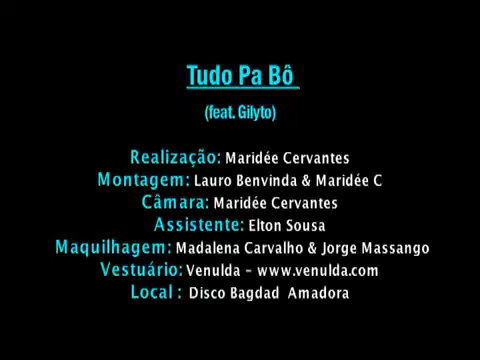 Tudo Pa Bô
(feat. Gilyto)
Realização: Maridée Cervantes
Montagem: Lauro Benvinda & Maridée C
Câmara: Maridée Cervantes
Assistente: Elton Sousa
Maquilhagem: Madalena Carvalho & Jorge Massango
Vestuário: Venulda - www.venulda.com
Local : Disco Bagdad Amadora